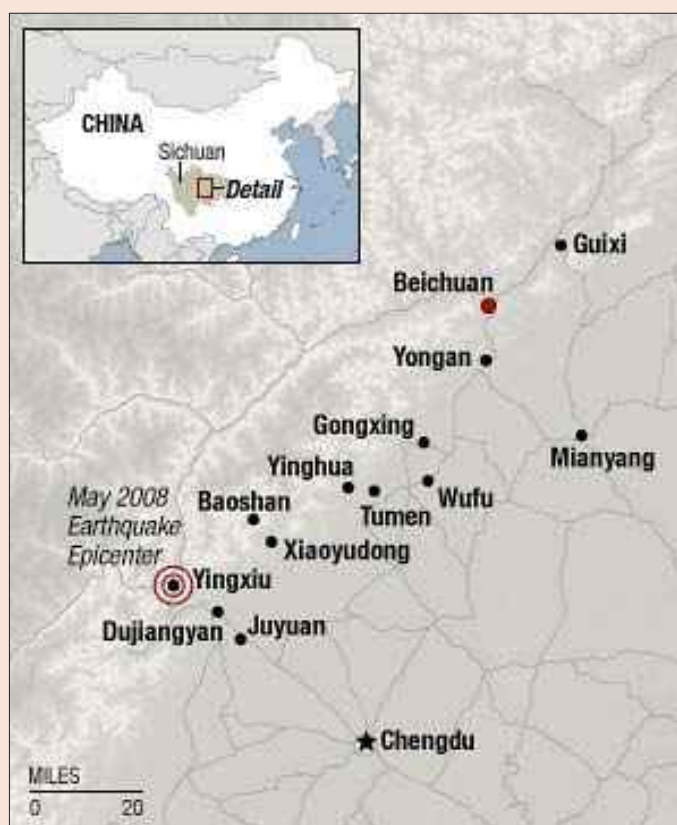 CHINA
Sichuan
Detail
Guixi
Beichuan
Yongan
Gongxing
Mianyang
Yinghua
Wufu
May 2008
Earthquake
Epicenter
Baoshan
Tumen
Xiaoyudong
Yingxiu
Dujiangyan
Juyuan
Chengdu
MILES
0 20